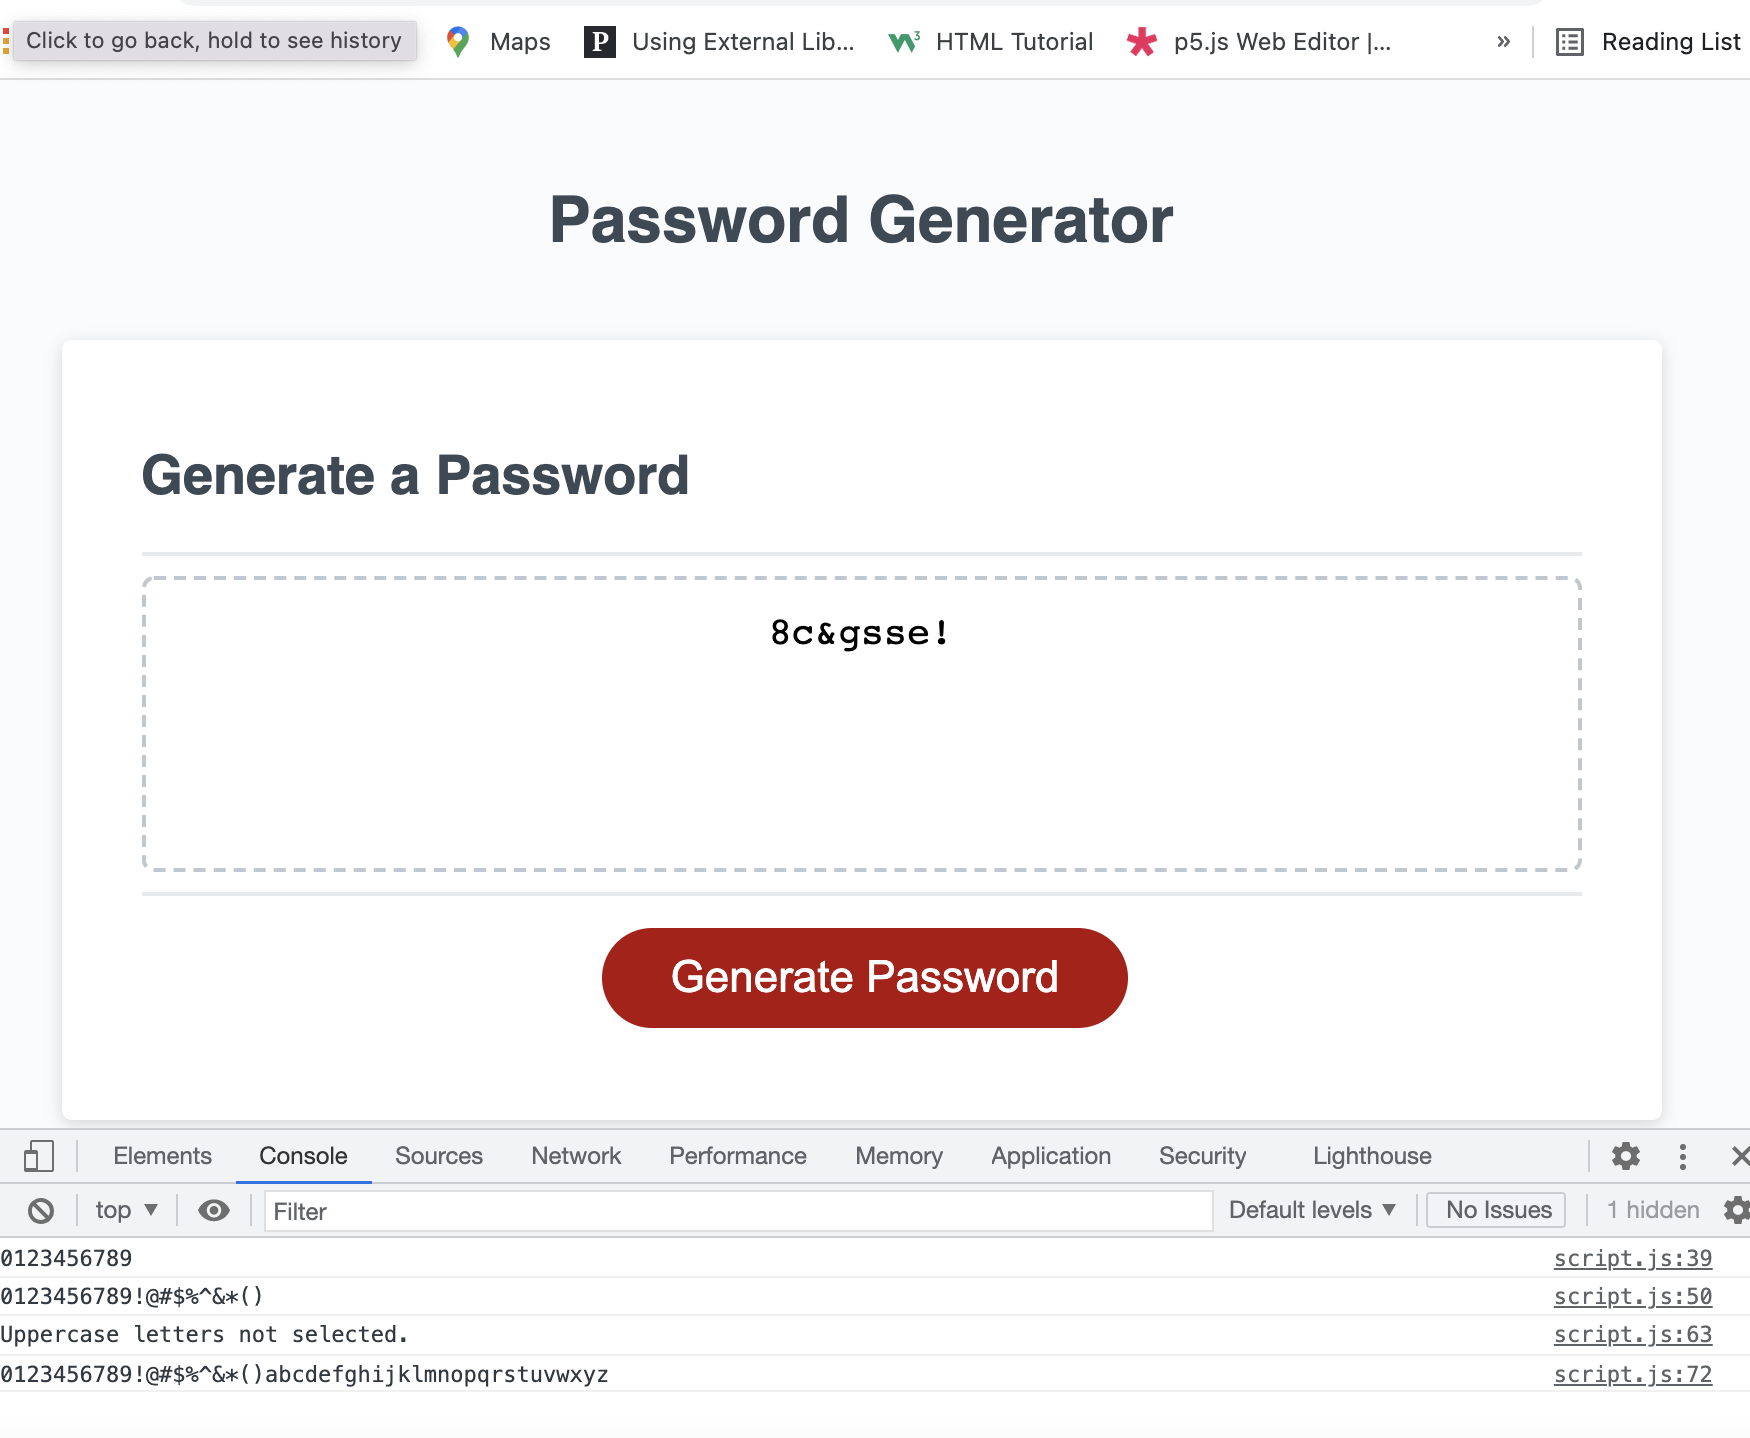 Click to go back, hold to see history Maps P Using External Lib... W3 HTML Tutorial p5.js Web Editor |... » Reading List
Password Generator
Generate a Password
8c&gsse!
Generate Password
Elements Console Sources Network Performance Memory Application Security Lighthouse
top ▼ Filter Default levels ▼ No Issues 1 hidden
0123456789 script.js:39
0123456789!@#$%^&*() script.js:50
Uppercase letters not selected. script.js:63
0123456789!@#$%^&*()abcdefghijklmnopqrstuvwxyz script.js:72